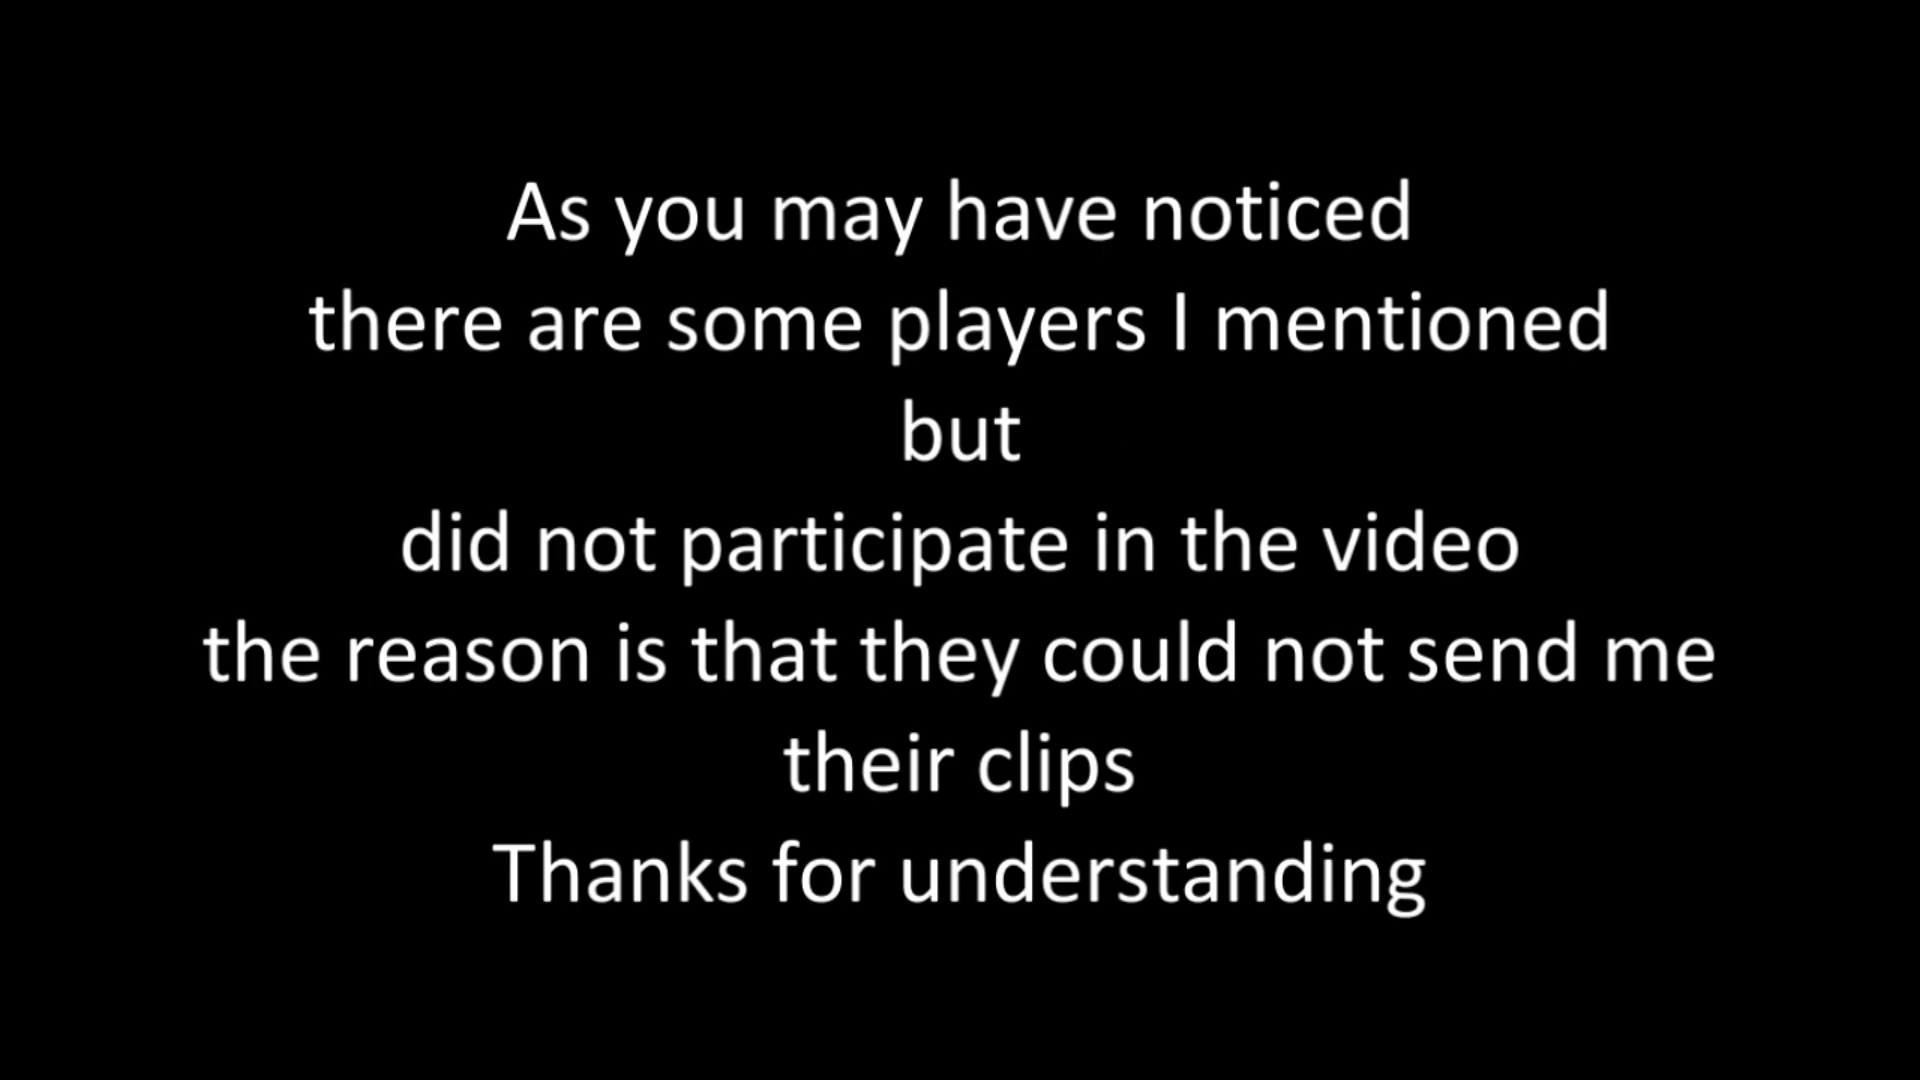 As you may have noticed
there are some players I mentioned
but
did not participate in the video
the reason is that they could not send me
their clips
Thanks for understanding